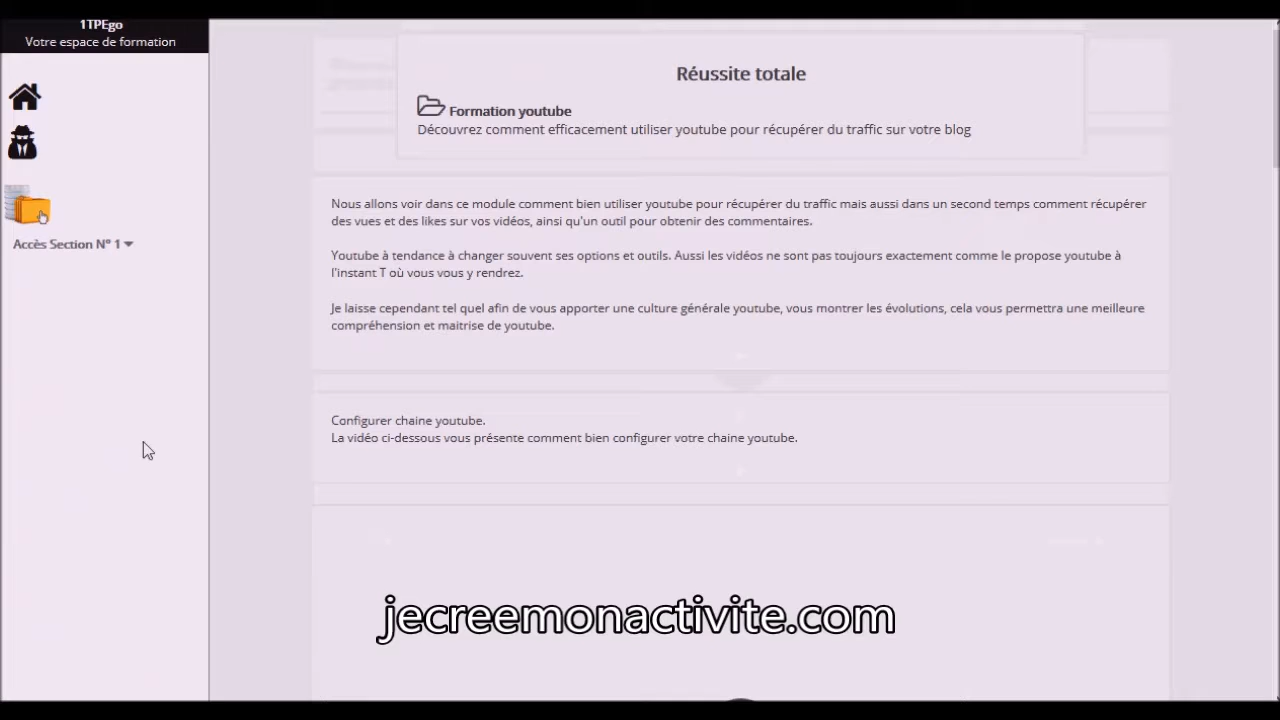 1TPEgo
Votre espace de formation
Accès Section N° 1
Réussite totale
Formation youtube
Découvrez comment efficacement utiliser youtube pour récupérer du traffic sur votre blog
Nous allons voir dans ce module comment bien utiliser youtube pour récupérer du traffic mais aussi dans un second temps comment récupérer
des vues et des likes sur vos vidéos, ainsi qu'un outil pour obtenir des commentaires.
Youtube à tendance à changer souvent ses options et outils. Aussi les vidéos ne sont pas toujours exactement comme le propose youtube à
l'instant T où vous vous y rendrez.
Je laisse cependant tel quel afin de vous apporter une culture générale youtube, vous montrer les évolutions, cela vous permettra une meilleure
compréhension et maitrise de youtube.
Configurer chaine youtube.
La vidéo ci-dessous vous présente comment bien configurer votre chaine youtube.
jecreemonactivite.com